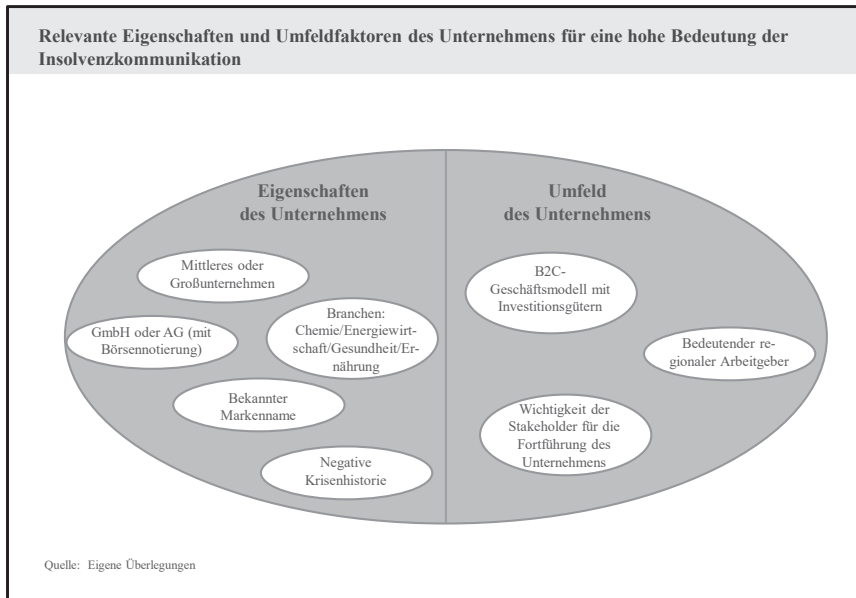 Relevante Eigenschaften und Umfeldfaktoren des Unternehmens für eine hohe Bedeutung der
Insolvenzkommunikation
Eigenschaften
des Unternehmens
Mittleres oder
Großunternehmen
GmbH oder AG (mit
Börsennotierung)
Branchen:
Chemie/Energiewirt-
schaft/Gesundheit/Er-
nährung
Bekannter
Markenname
Negative
Krisenhistorie
Umfeld
des Unternehmens
B2C-
Geschäftsmodell mit
Investitionsgütern
Bedeutender re-
gionaler Arbeitgeber
Wichtigkeit der
Stakeholder für die
Fortführung des
Unternehmens
Quelle: Eigene Überlegungen